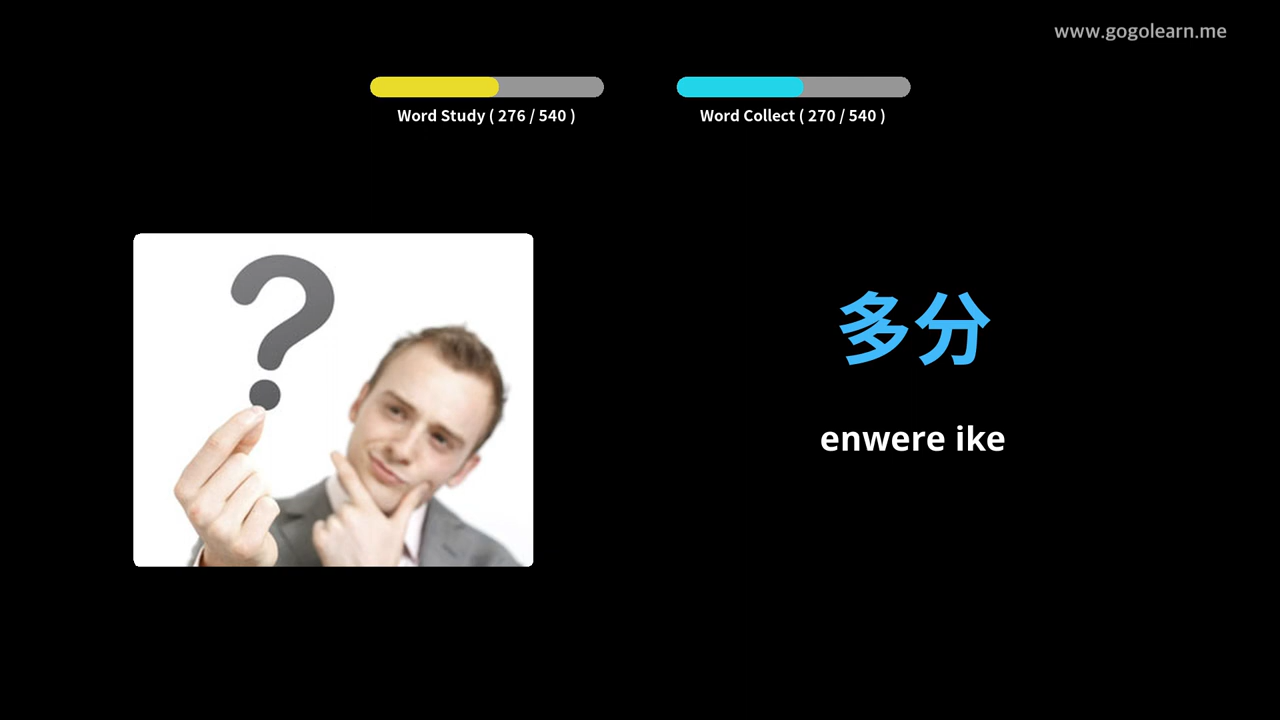 www.gogolearn.me
Word Study ( 276 / 540 )
Word Collect ( 270 / 540 )
?
多分
enwere ike